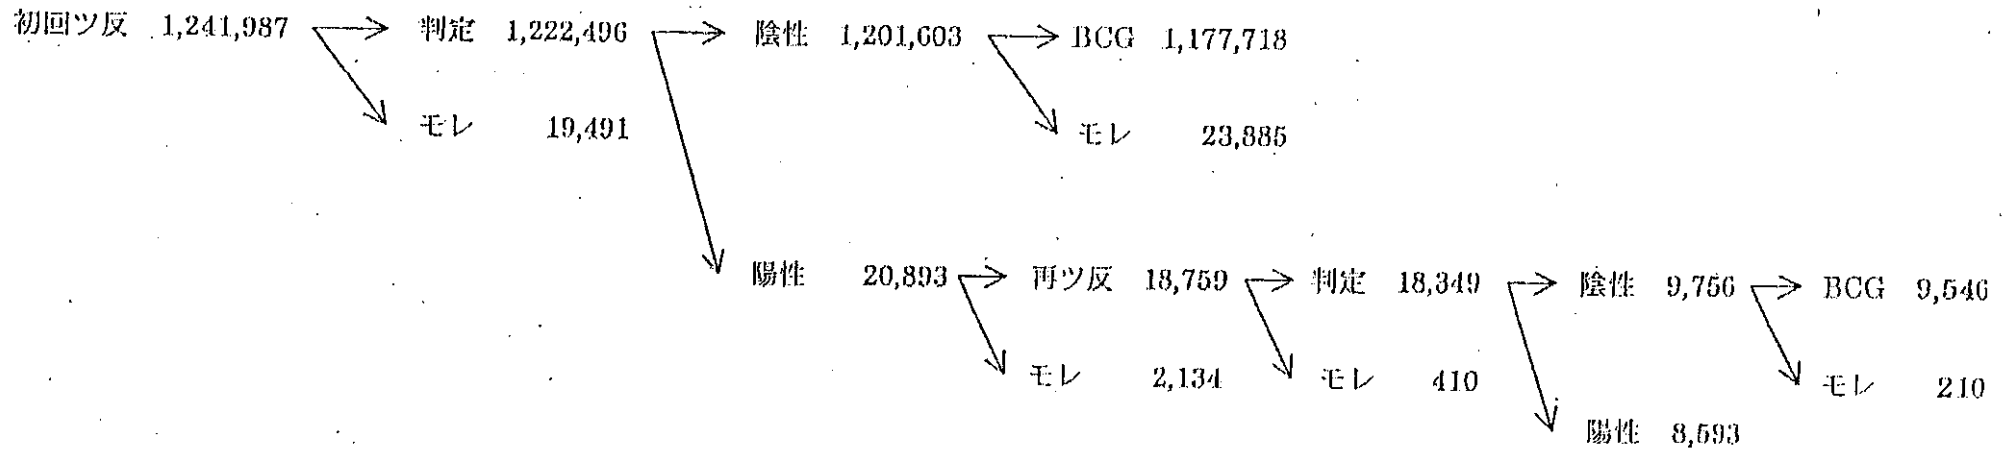 初回ツ反 1,241,987 判定 1,222,496 陰性 1,201,603 BCG 1,177,718
モレ 19,491 モレ 23,885
陽性 20,893 再ツ反 18,759 判定 18,349 陰性 9,756 BCG 9,546
モレ 2,134 モレ 410 モレ 210
陽性 8,593